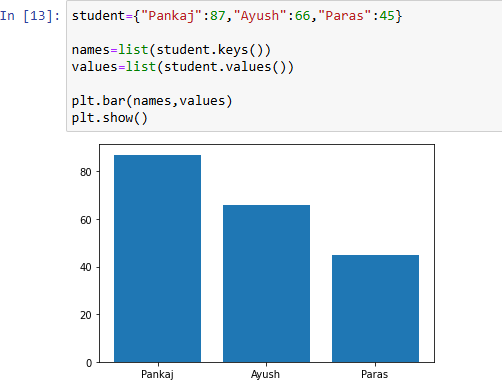 In [13]: student={"Pankaj":87,"Ayush":66,"Paras":45}
names=list(student.keys())
values=list(student.values())
plt.bar(names,values)
plt.show()
80
60
40
20
0
Pankaj Ayush Paras